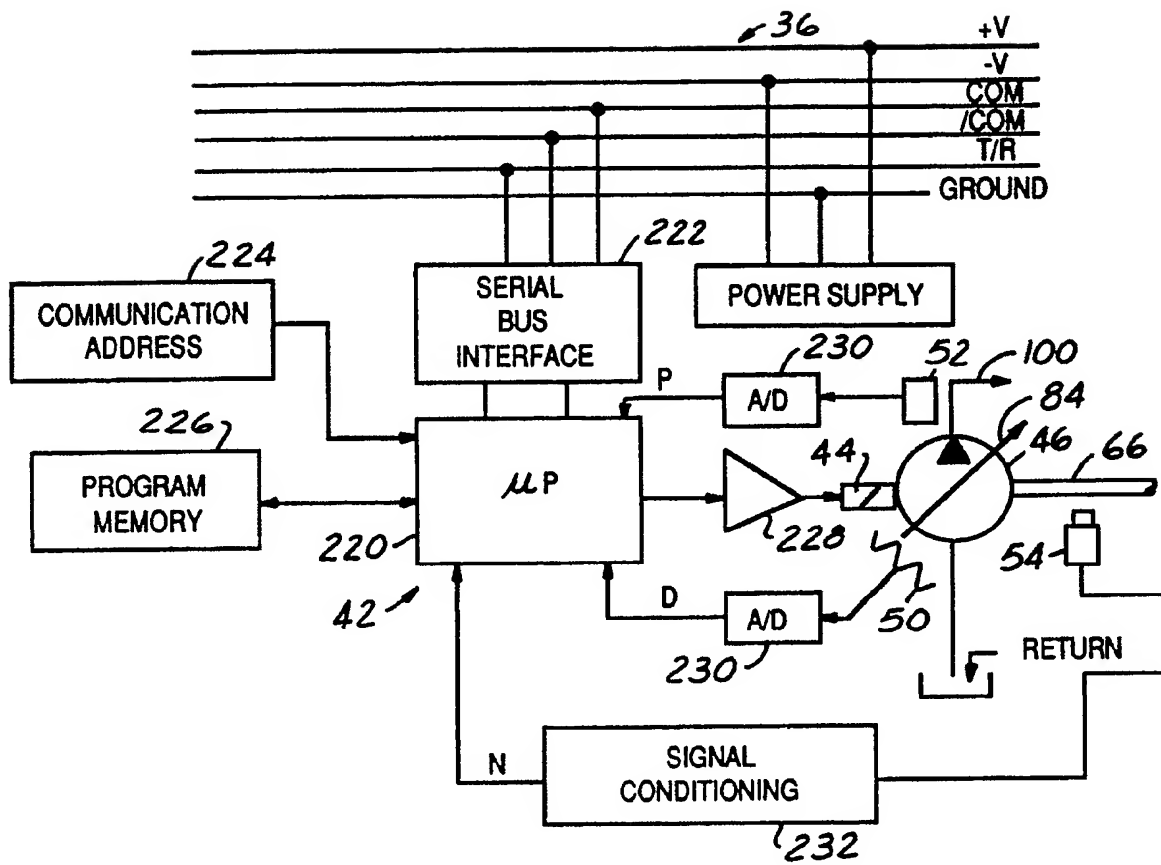 36
+V
-V
COM
/COM
T/R
GROUND
224
222
COMMUNICATION
ADDRESS
SERIAL
BUS
INTERFACE
POWER SUPPLY
230
52
100
P
A/D
84
46
226
44
66
PROGRAM
MEMORY
μP
220
228
54
42
D
A/D
50
230
RETURN
N
SIGNAL
CONDITIONING
232